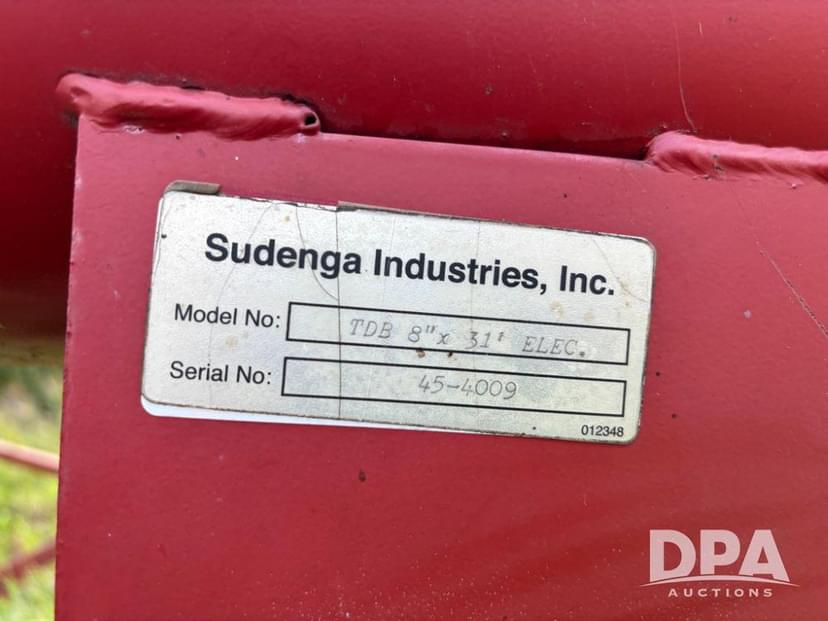 Sudenga Industries, Inc.
Model No: TDB 8"x 31' ELEC.
Serial No: 45-4009
012348
DPA
AUCTIONS